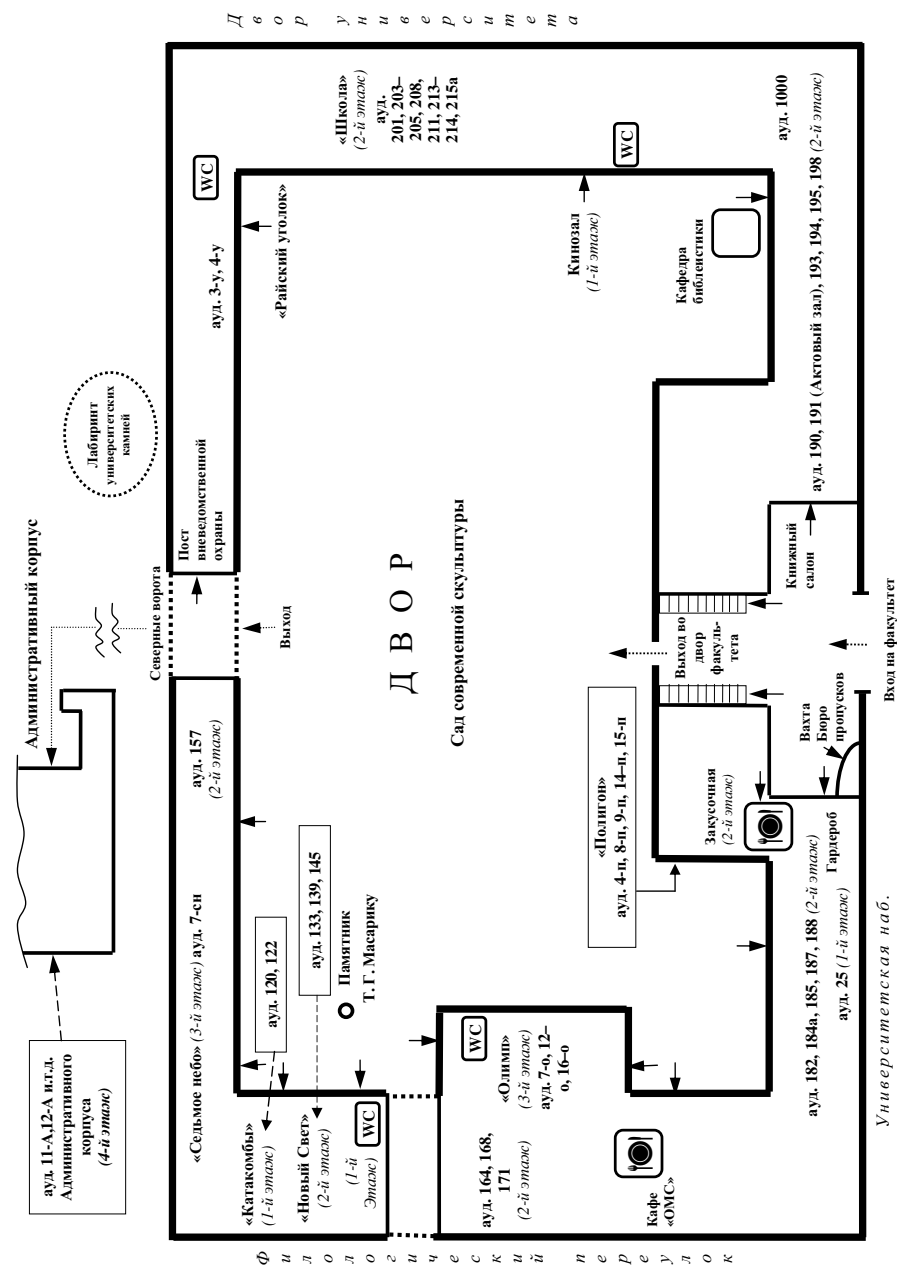 Двор университета
Административный корпус
Лабиринт
университетских
камней
ауд. 11-А,12-А и.т.д.
Административного
корпуса
(4-й этаж)
Северные ворота
Пост
вневедомственной
охраны
Выход
«Седьмое небо» (3-й этаж) ауд. 7-сн
ауд. 157
(2-й этаж)
ауд. 3-у, 4-у
WC
«Райский уголок»
«Школа»
(2-й этаж)
ауд.
201, 203–
205, 208,
211, 213–
214, 215а
«Катакомбы»
(1-й этаж)
ауд. 120, 122
«Новый Свет»
(2-й этаж)
ауд. 133, 139, 145
(1-й
Этаж)
WC
Памятник
Т. Г. Масарику
ДВОР
Сад современной скульптуры
Кинозал
(1-й этаж)
WC
Кафедра
библеистики
Филологический переулок
ауд. 164, 168,
171
(2-й этаж)
WC
«Олимп»
(3-й этаж)
ауд. 7-о, 12–
о, 16–о
Кафе
«ОМС»
«Полигон»
ауд. 4-п, 8-п, 9-п, 14–п, 15-п
Закусочная
(2-й этаж)
Выход во
двор
факуль-
тета
Книжный
салон
ауд. 1000
ауд. 190, 191 (Актовый зал), 193, 194, 195, 198 (2-й этаж)
ауд. 182, 184а, 185, 187, 188 (2-й этаж)
ауд. 25 (1-й этаж)
Гардероб
Вахта
Бюро
пропусков
Вход на факультет
Университетская наб.